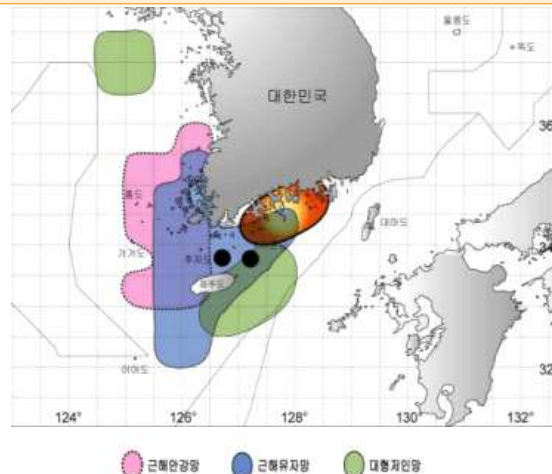 울릉도
독도
대한민국
36
홍도
대마도
가거도
추자도
34
제주도
이어도
32
124°
126°
128°
130°
132°
근해안강망
근해유자망
대형저인망